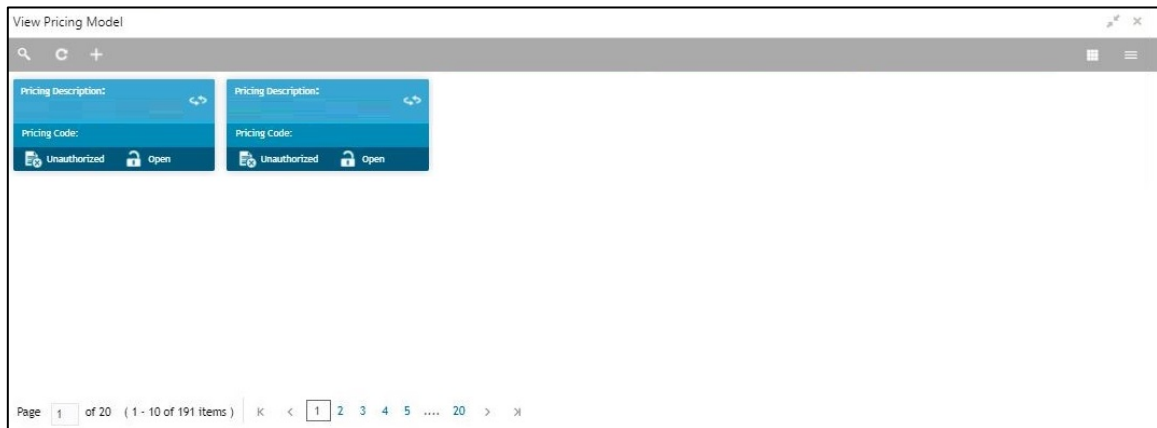 View Pricing Model
Pricing Description: Pricing Description:
Pricing Code: Pricing Code:
Unauthorized Open Unauthorized Open
Page 1 of 20 ( 1 - 10 of 191 items ) K < 1 2 3 4 5 .... 20 > >|